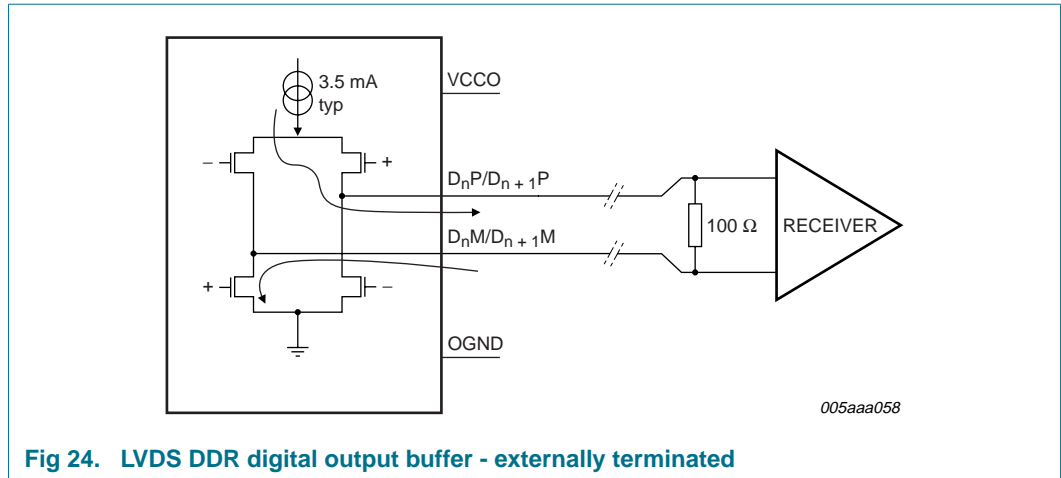 3.5 mA
typ
VCCO
–
+
DnP/Dn + 1P
100 Ω
RECEIVER
DnM/Dn + 1M
+
–
OGND
005aaa058
Fig 24. LVDS DDR digital output buffer - externally terminated